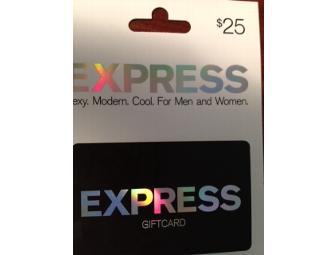 $25
EXPRESS
exy. Modern. Cool. For Men and Women.
EXPRESS
GIFTCARD